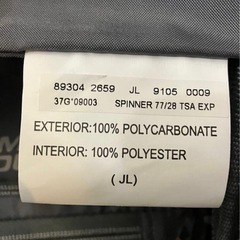 89304 2659 JL 9105 0009
37G*09003 SPINNER 77/28 TSA EXP
EXTERIOR:100% POLYCARBONATE
INTERIOR: 100% POLYESTER
( JL)